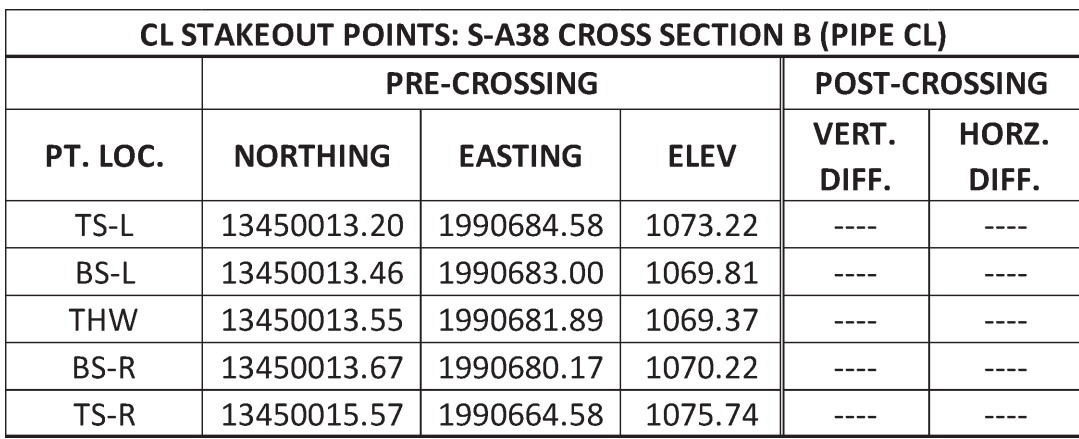 CL STAKEOUT POINTS: S-A38 CROSS SECTION B (PIPE CL)
PRE-CROSSING POST-CROSSING
PT. LOC. NORTHING EASTING ELEV VERT. DIFF. HORZ. DIFF.
TS-L 13450013.20 1990684.58 1073.22 ---- ----
BS-L 13450013.46 1990683.00 1069.81 ---- ----
THW 13450013.55 1990681.89 1069.37 ---- ----
BS-R 13450013.67 1990680.17 1070.22 ---- ----
TS-R 13450015.57 1990664.58 1075.74 ---- ----